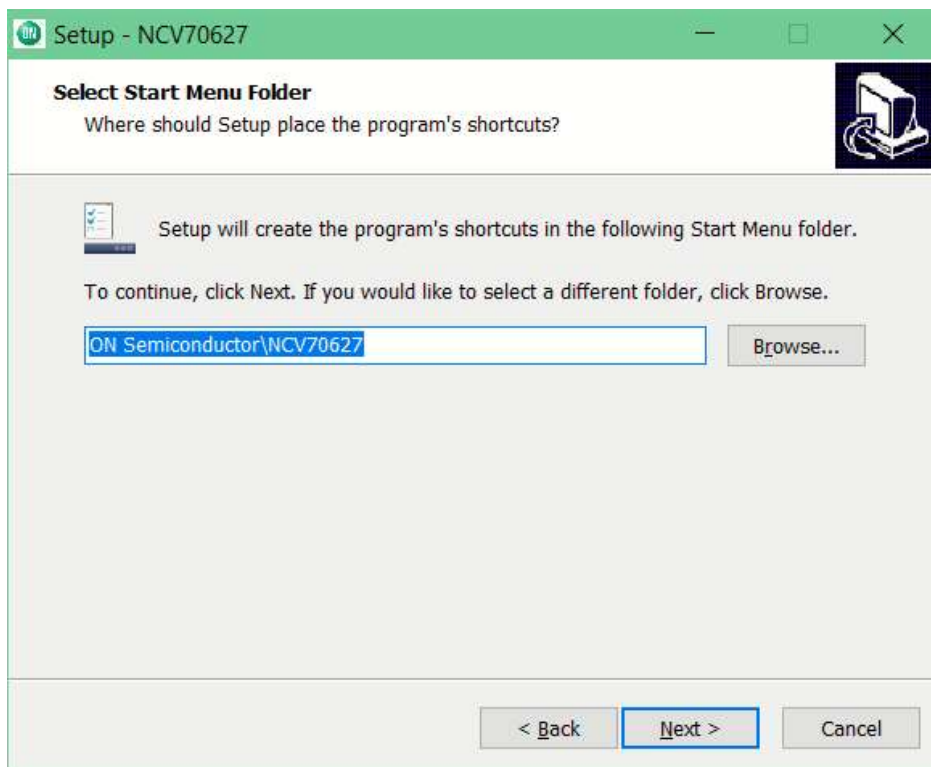 ON Setup - NCV70627
Select Start Menu Folder
Where should Setup place the program's shortcuts?
Setup will create the program's shortcuts in the following Start Menu folder.
To continue, click Next. If you would like to select a different folder, click Browse.
ON Semiconductor\NCV70627
Browse...
< Back
Next >
Cancel